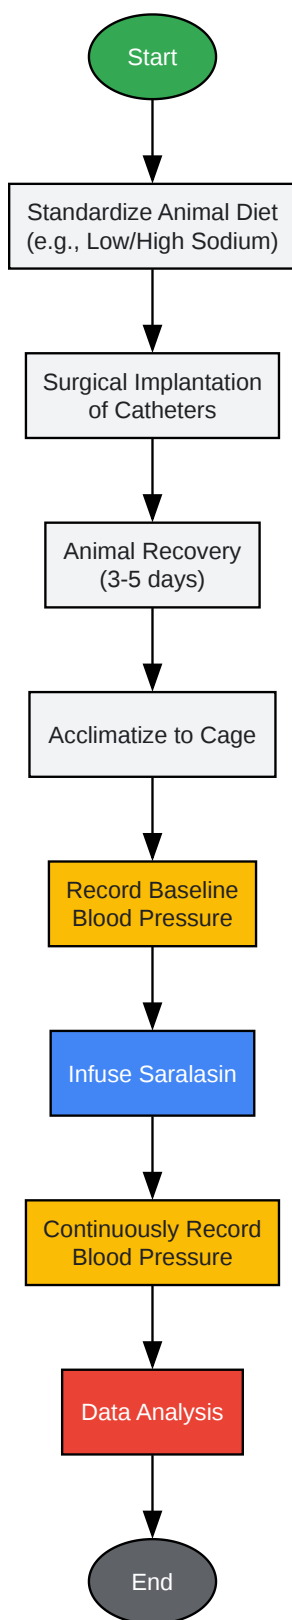 Start
Standardize Animal Diet
(e.g., Low/High Sodium)
Surgical Implantation
of Catheters
Animal Recovery
(3-5 days)
Acclimatize to Cage
Record Baseline
Blood Pressure
Infuse Saralasin
Continuously Record
Blood Pressure
Data Analysis
End